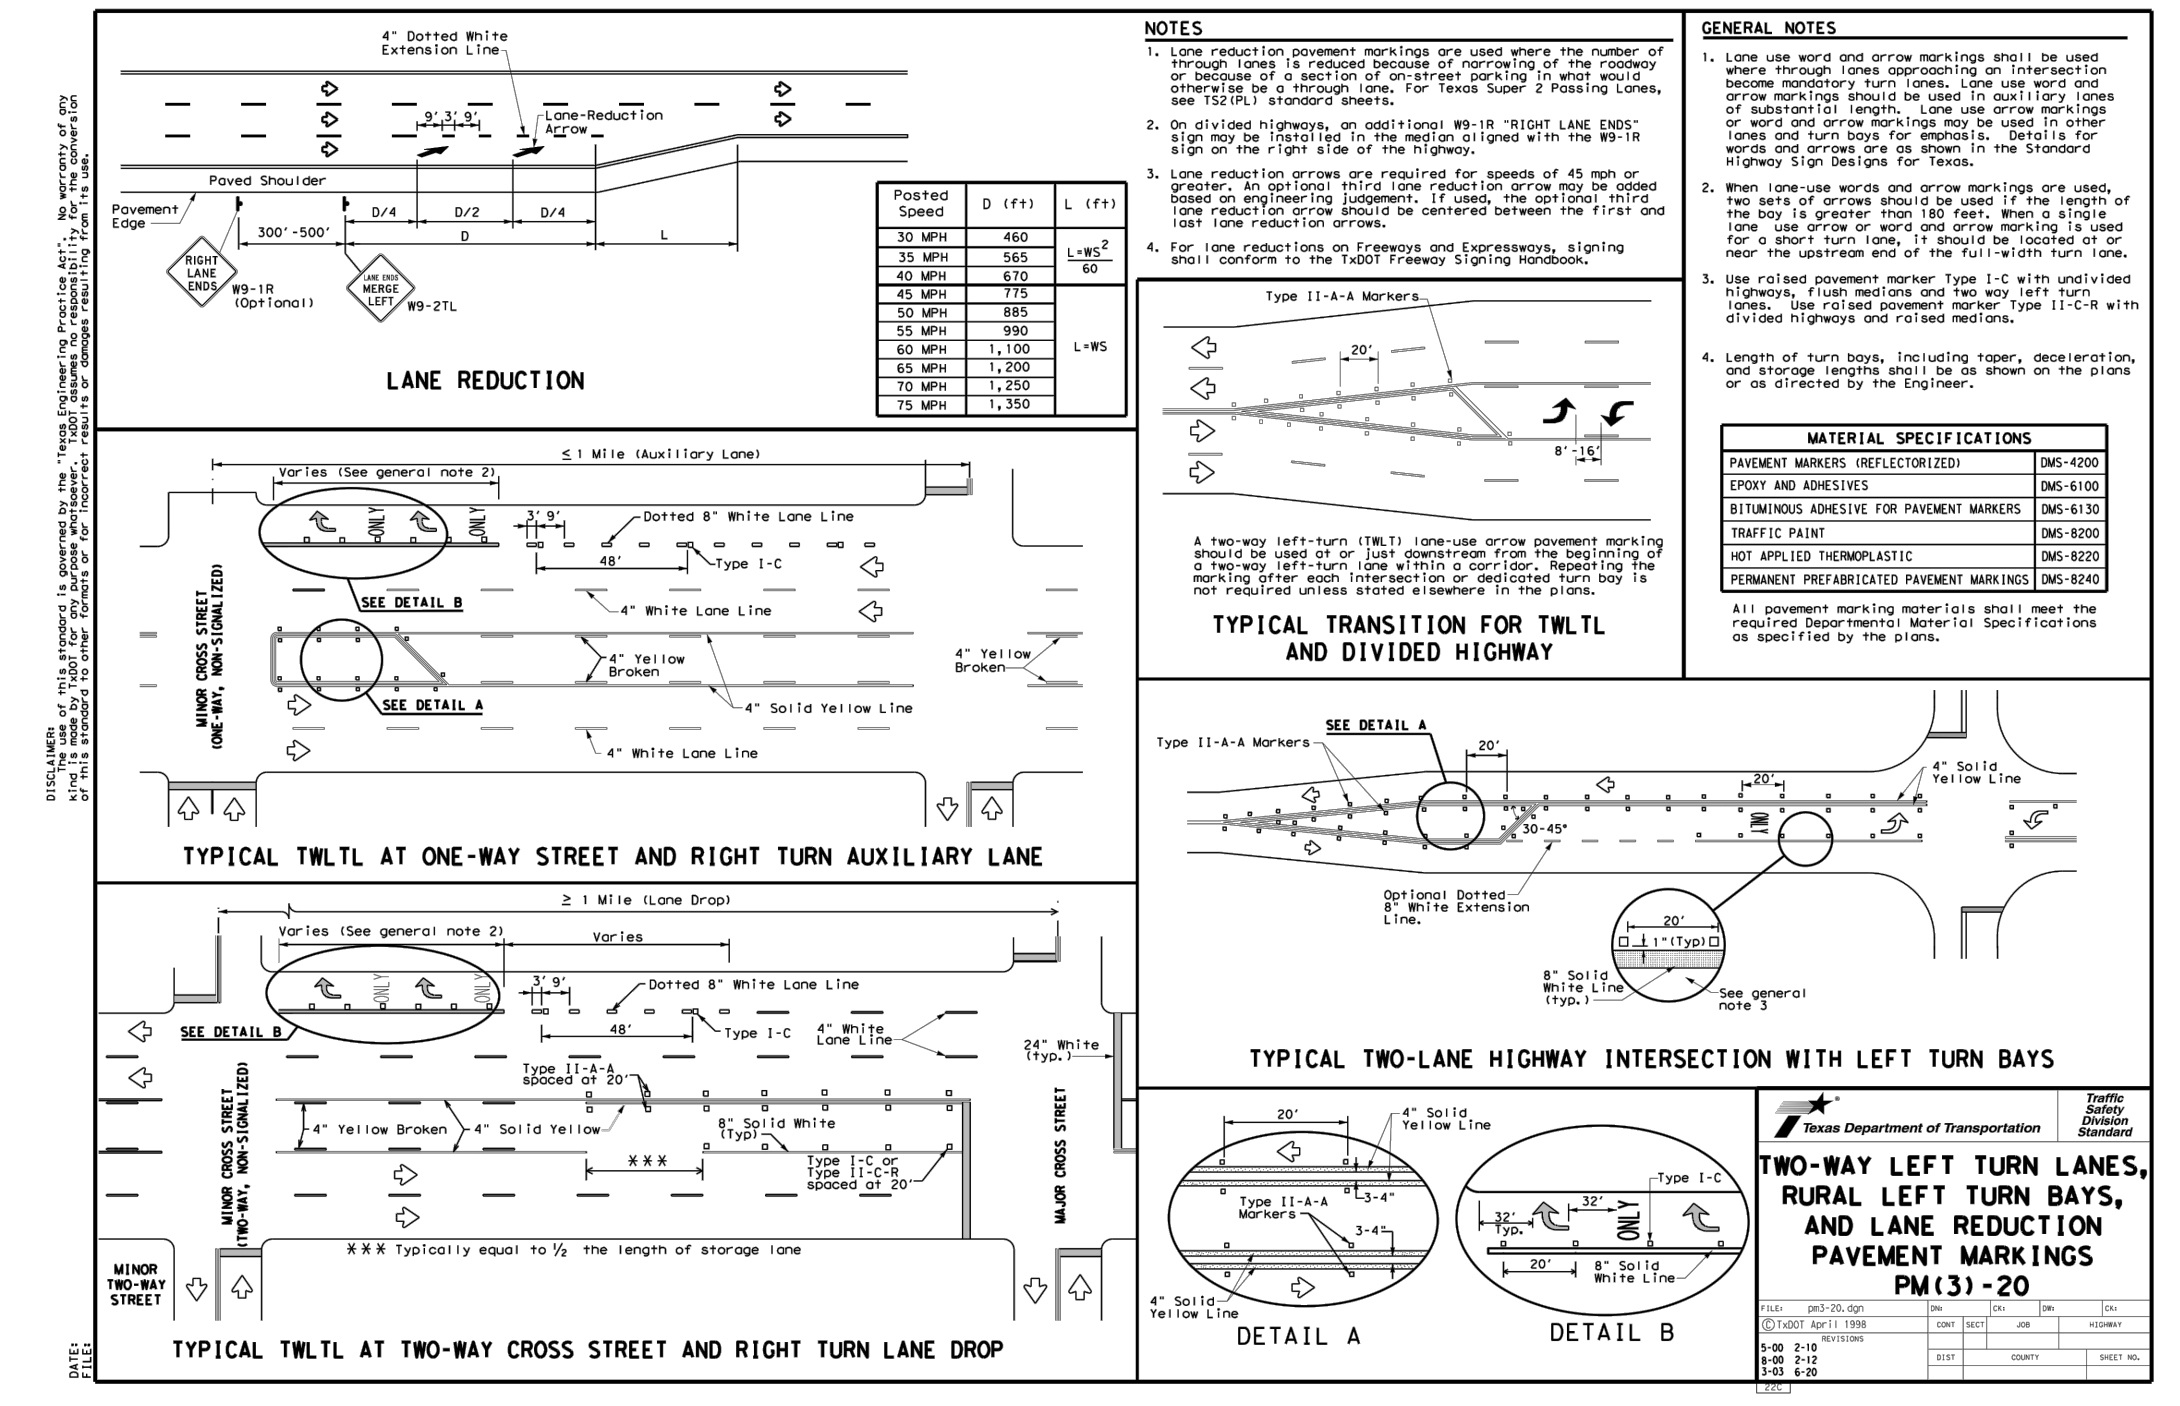 DISCLAIMER:
The use of this standard is governed by the "Texas Engineering Practice Act". No warranty of any
kind is made by TxDOT for any purpose whatsoever. TxDOT assumes no responsibility for the conversion
of this standard to other formats or for incorrect results or damages resulting from its use.
DATE:
FILE:
4" Dotted White
Extension Line
9' 3' 9'
Lane-Reduction
Arrow
Paved Shoulder
Pavement
Edge
D/4
D/2
D/4
300'-500'
D
L
RIGHT
LANE
ENDS
W9-1R
(Optional)
LANE ENDS
MERGE
LEFT
W9-2TL
LANE REDUCTION
Posted
Speed
D (ft)
L (ft)
30 MPH 460
35 MPH 565
40 MPH 670
L=WS2
60
45 MPH 775
50 MPH 885
55 MPH 990
60 MPH 1,100
65 MPH 1,200
70 MPH 1,250
75 MPH 1,350
L=WS
≤ 1 Mile (Auxiliary Lane)
Varies (See general note 2)
ONLY
ONLY
3' 9'
Dotted 8" White Lane Line
48'
Type I-C
SEE DETAIL B
4" White Lane Line
MINOR CROSS STREET
(ONE-WAY, NON-SIGNALIZED)
4" Yellow
Broken
4" Yellow
Broken
SEE DETAIL A
4" Solid Yellow Line
4" White Lane Line
TYPICAL TWLTL AT ONE-WAY STREET AND RIGHT TURN AUXILIARY LANE
≥ 1 Mile (Lane Drop)
Varies (See general note 2)
Varies
ONLY
ONLY
3' 9'
Dotted 8" White Lane Line
SEE DETAIL B
48'
Type I-C
4" White
Lane Line
24" White
(typ.)
Type II-A-A
spaced at 20'
MINOR CROSS STREET
(TWO-WAY, NON-SIGNALIZED)
4" Yellow Broken
4" Solid Yellow
8" Solid White
(Typ)
***
Type I-C or
Type II-C-R
spaced at 20'
MAJOR CROSS STREET
*** Typically equal to ½ the length of storage lane
MINOR
TWO-WAY
STREET
TYPICAL TWLTL AT TWO-WAY CROSS STREET AND RIGHT TURN LANE DROP
NOTES
1. Lane reduction pavement markings are used where the number of
through lanes is reduced because of narrowing of the roadway
or because of a section of on-street parking in what would
otherwise be a through lane. For Texas Super 2 Passing Lanes,
see TS2(PL) standard sheets.
2. On divided highways, an additional W9-1R "RIGHT LANE ENDS"
sign may be installed in the median aligned with the W9-1R
sign on the right side of the highway.
3. Lane reduction arrows are required for speeds of 45 mph or
greater. An optional third lane reduction arrow may be added
based on engineering judgement. If used, the optional third
lane reduction arrow should be centered between the first and
last lane reduction arrows.
4. For lane reductions on Freeways and Expressways, signing
shall conform to the TxDOT Freeway Signing Handbook.
Type II-A-A Markers
20'
8'-16'
A two-way left-turn (TWLT) lane-use arrow pavement marking
should be used at or just downstream from the beginning of
a two-way left-turn lane within a corridor. Repeating the
marking after each intersection or dedicated turn bay is
not required unless stated elsewhere in the plans.
TYPICAL TRANSITION FOR TWLTL
AND DIVIDED HIGHWAY
GENERAL NOTES
1. Lane use word and arrow markings shall be used
where through lanes approaching an intersection
become mandatory turn lanes. Lane use word and
arrow markings should be used in auxiliary lanes
of substantial length. Lane use arrow markings
or word and arrow markings may be used in other
lanes and turn bays for emphasis. Details for
words and arrows are as shown in the Standard
Highway Sign Designs for Texas.
2. When lane-use words and arrow markings are used,
two sets of arrows should be used if the length of
the bay is greater than 180 feet. When a single
lane use arrow or word and arrow marking is used
for a short turn lane, it should be located at or
near the upstream end of the full-width turn lane.
3. Use raised pavement marker Type I-C with undivided
highways, flush medians and two way left turn
lanes. Use raised pavement marker Type II-C-R with
divided highways and raised medians.
4. Length of turn bays, including taper, deceleration,
and storage lengths shall be as shown on the plans
or as directed by the Engineer.
MATERIAL SPECIFICATIONS
PAVEMENT MARKERS (REFLECTORIZED) DMS-4200
EPOXY AND ADHESIVES DMS-6100
BITUMINOUS ADHESIVE FOR PAVEMENT MARKERS DMS-6130
TRAFFIC PAINT DMS-8200
HOT APPLIED THERMOPLASTIC DMS-8220
PERMANENT PREFABRICATED PAVEMENT MARKINGS DMS-8240
All pavement marking materials shall meet the
required Departmental Material Specifications
as specified by the plans.
SEE DETAIL A
Type II-A-A Markers
20'
20'
4" Solid
Yellow Line
ONLY
30-45°
Optional Dotted
8" White Extension
Line.
20'
1"(Typ)
8" Solid
White Line
(typ.)
See general
note 3
TYPICAL TWO-LANE HIGHWAY INTERSECTION WITH LEFT TURN BAYS
20'
4" Solid
Yellow Line
3-4"
Type II-A-A
Markers
3-4"
4" Solid
Yellow Line
DETAIL A
Type I-C
32'
Typ.
32'
ONLY
20'
8" Solid
White Line
DETAIL B
®
Texas Department of Transportation
Traffic
Safety
Division
Standard
TWO-WAY LEFT TURN LANES,
RURAL LEFT TURN BAYS,
AND LANE REDUCTION
PAVEMENT MARKINGS
PM(3)-20
FILE: pm3-20.dgn DN: CK: DW: CK:
© TxDOT April 1998 CONT SECT JOB HIGHWAY
REVISIONS
5-00 2-10
8-00 2-12
3-03 6-20
DIST COUNTY SHEET NO.
22C